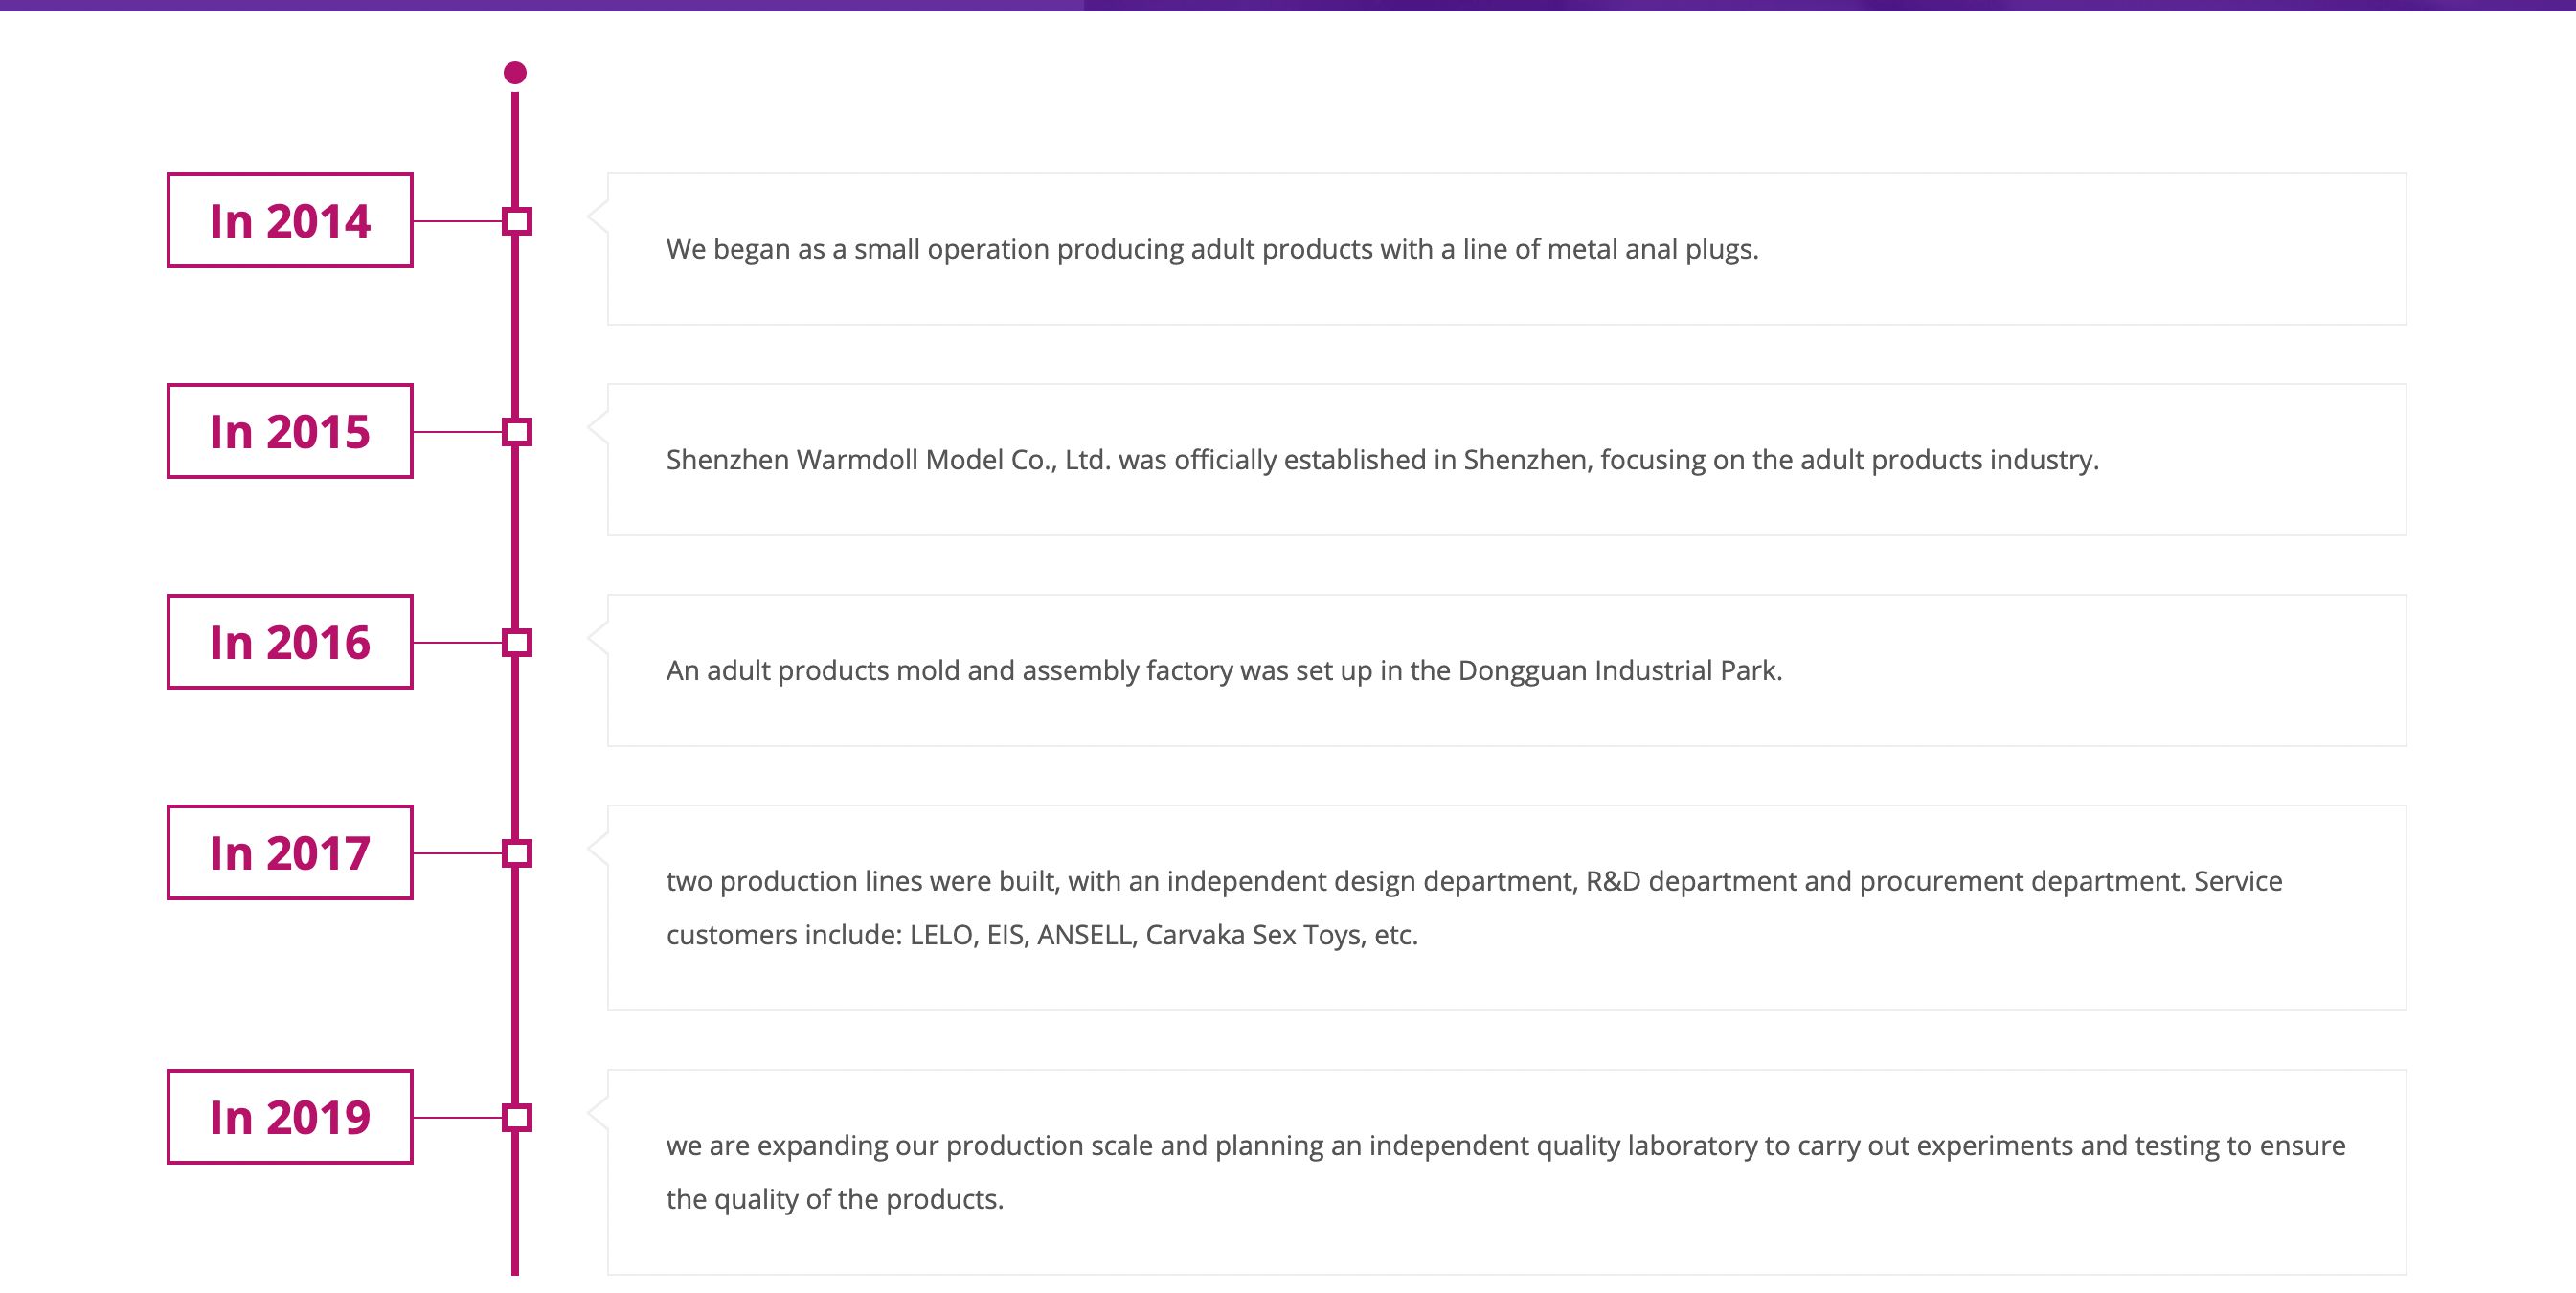 In 2014
We began as a small operation producing adult products with a line of metal anal plugs.
In 2015
Shenzhen Warmdoll Model Co., Ltd. was officially established in Shenzhen, focusing on the adult products industry.
In 2016
An adult products mold and assembly factory was set up in the Dongguan Industrial Park.
In 2017
two production lines were built, with an independent design department, R&D department and procurement department. Service
customers include: LELO, EIS, ANSELL, Carvaka Sex Toys, etc.
In 2019
we are expanding our production scale and planning an independent quality laboratory to carry out experiments and testing to ensure
the quality of the products.